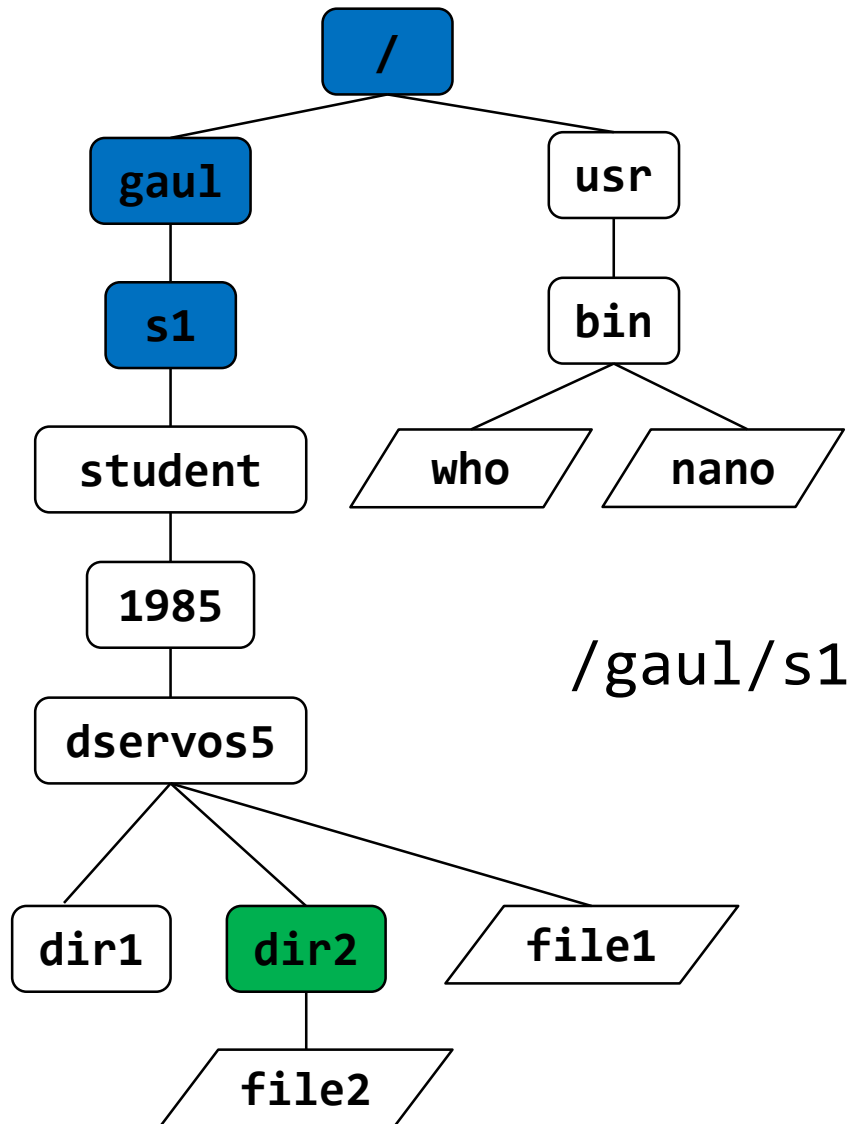 /
gaul
usr
s1
bin
student
who
nano
1985
/gaul/s1
dservos5
dir1
dir2
file1
file2